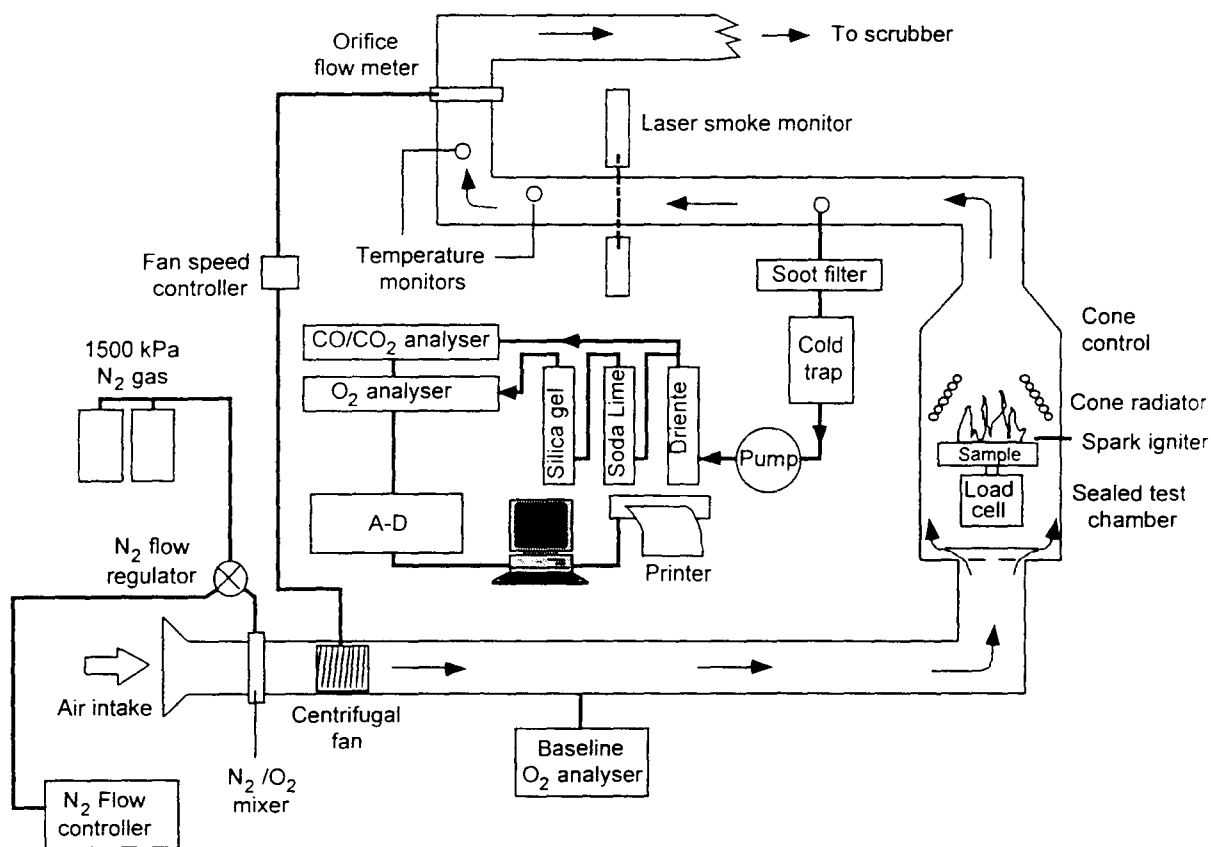 To scrubber
Orifice
flow meter
Laser smoke monitor
Temperature
monitors
Fan speed
controller
Soot filter
Cold
trap
Cone
control
1500 kPa
N2 gas
CO/CO2 analyser
O2 analyser
Silica gel
Soda Lime
Driente
Pump
Cone radiator
Spark igniter
Sample
Load
cell
Sealed test
chamber
A-D
Printer
N2 flow
regulator
Air intake
Centrifugal
fan
Baseline
O2 analyser
N2 /O2
mixer
N2 Flow
controller